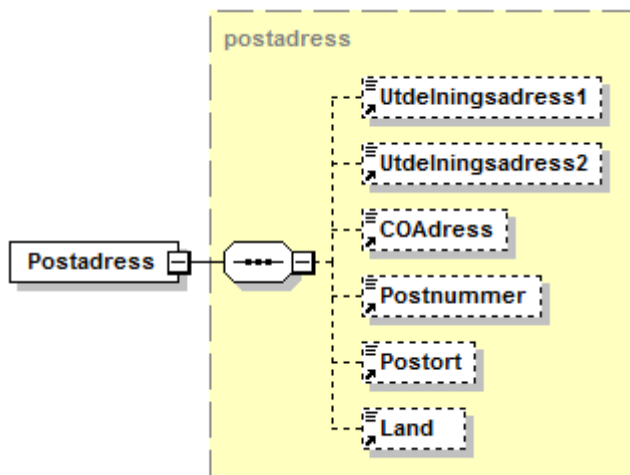 postadress
Utdelningsadress1
Utdelningsadress2
COAdress
Postadress
Postnummer
Postort
Land